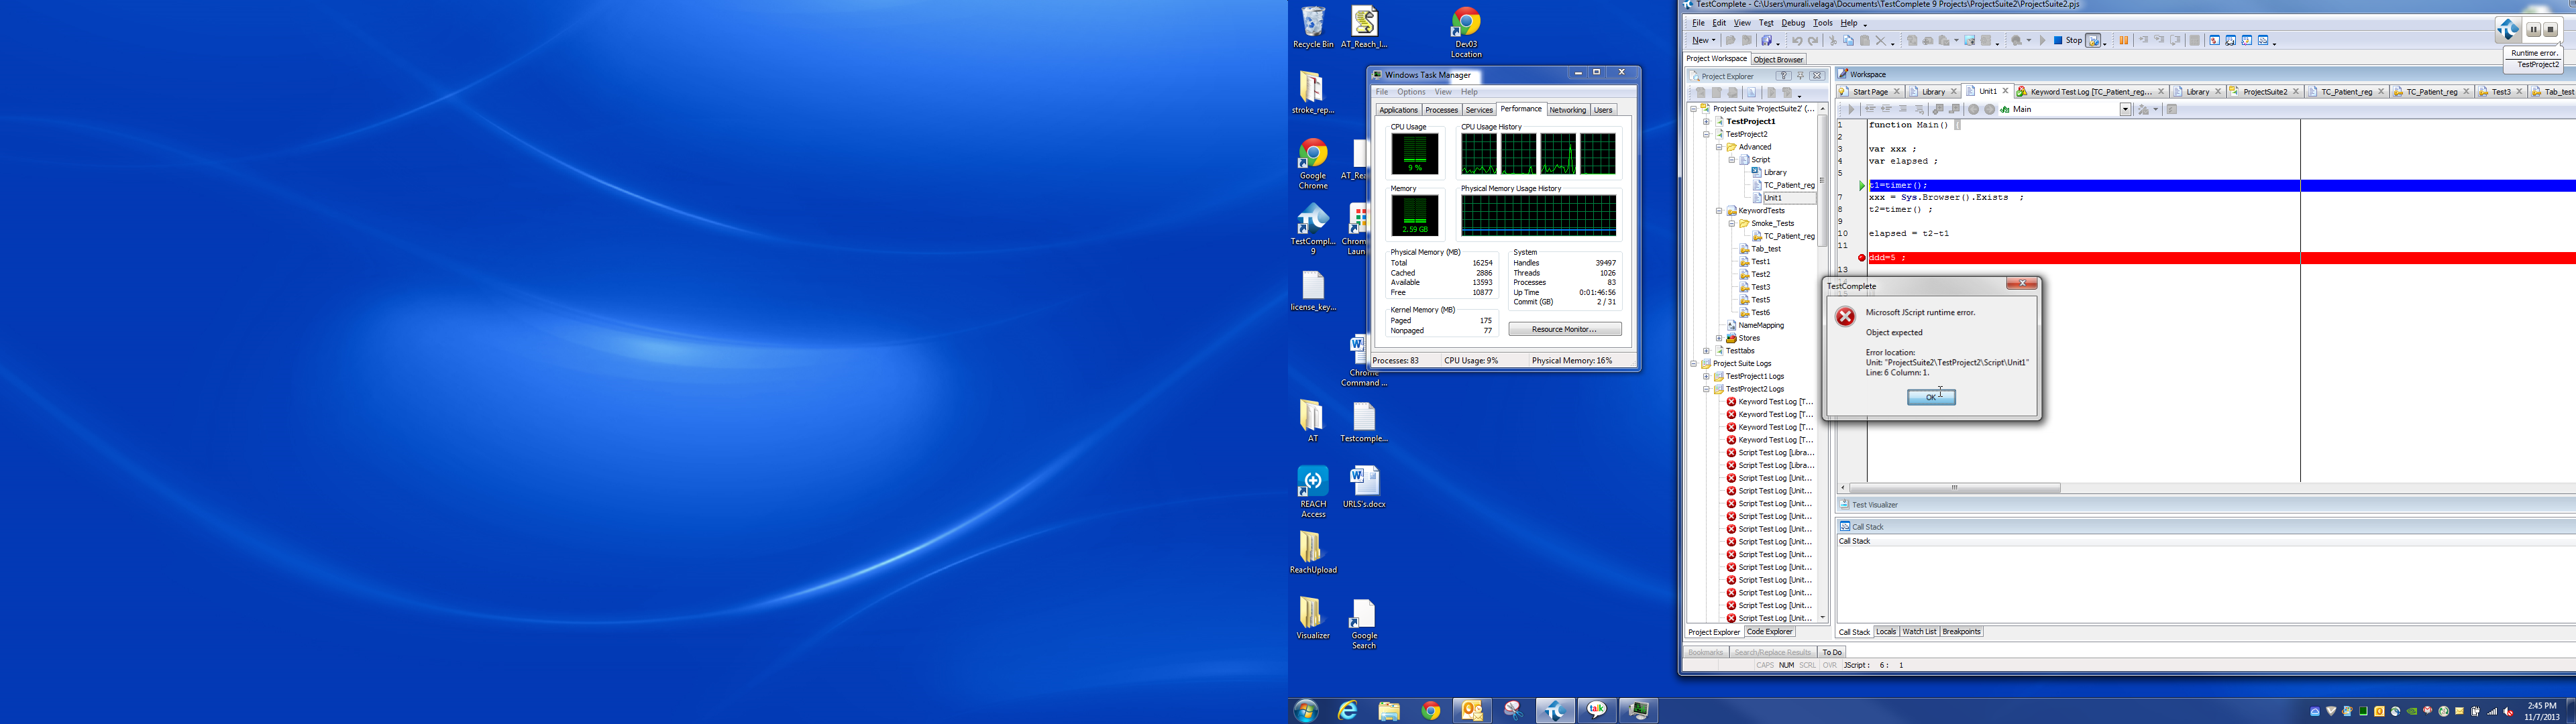 Recycle Bin
AT_Reach_I...
Dev03
Location
stroke_rep...
Google
Chrome
AT_Rea
TestCompl...
9
Chrom
Laun
license_key...
Chrome
Command ...
AT
Testcomple...
REACH
Access
URLS's.docx
ReachUpload
Visualizer
Google
Search
Windows Task Manager
File Options View Help
Applications Processes Services Performance Networking Users
CPU Usage
CPU Usage History
9 %
Memory
Physical Memory Usage History
2.59 GB
Physical Memory (MB)
Total 16254
Cached 2886
Available 13593
Free 10877
Kernel Memory (MB)
Paged 175
Nonpaged 77
System
Handles 39497
Threads 1026
Processes 83
Up Time 0:01:46:56
Commit (GB) 2 / 31
Resource Monitor...
Processes: 83 CPU Usage: 9% Physical Memory: 16%
TestComplete - C:\Users\murali.velaga\Documents\TestComplete 9 Projects\ProjectSuite2\ProjectSuite2.pjs
File Edit View Test Debug Tools Help
New
Stop
Runtime error.
TestProject2
Project Workspace Object Browser
Project Explorer
Project Suite 'ProjectSuite2' (...
TestProject1
TestProject2
Advanced
Script
Library
TC_Patient_reg
Unit1
KeywordTests
Smoke_Tests
TC_Patient_reg
Tab_test
Test1
Test2
Test3
Test5
Test6
NameMapping
Stores
Testtabs
Project Suite Logs
TestProject1 Logs
TestProject2 Logs
Keyword Test Log [T...
Keyword Test Log [T...
Keyword Test Log [T...
Keyword Test Log [T...
Script Test Log [Libra...
Script Test Log [Libra...
Script Test Log [Unit...
Script Test Log [Unit...
Script Test Log [Unit...
Script Test Log [Unit...
Script Test Log [Unit...
Script Test Log [Unit...
Script Test Log [Unit...
Script Test Log [Unit...
Script Test Log [Unit...
Script Test Log [Unit...
Script Test Log [Unit...
Script Test Log [Unit...
Project Explorer Code Explorer
Workspace
Start Page Library Unit1 Keyword Test Log [TC_Patient_reg... Library ProjectSuite2 TC_Patient_reg TC_Patient_reg Test3 Tab_test
Main
1 function Main() {
2
3 var xxx ;
4 var elapsed ;
5
t1=timer();
7 xxx = Sys.Browser().Exists ;
8 t2=timer() ;
9
10 elapsed = t2-t1
11
ddd=5 ;
13
TestComplete
Microsoft JScript runtime error.
Object expected
Error location:
Unit: "ProjectSuite2\TestProject2\Script\Unit1"
Line: 6 Column: 1.
OK
Test Visualizer
Call Stack
Call Stack
Call Stack Locals Watch List Breakpoints
Bookmarks Search/Replace Results To Do
CAPS NUM SCRL OVR JScript : 6 : 1
talk
2:45 PM
11/7/2013